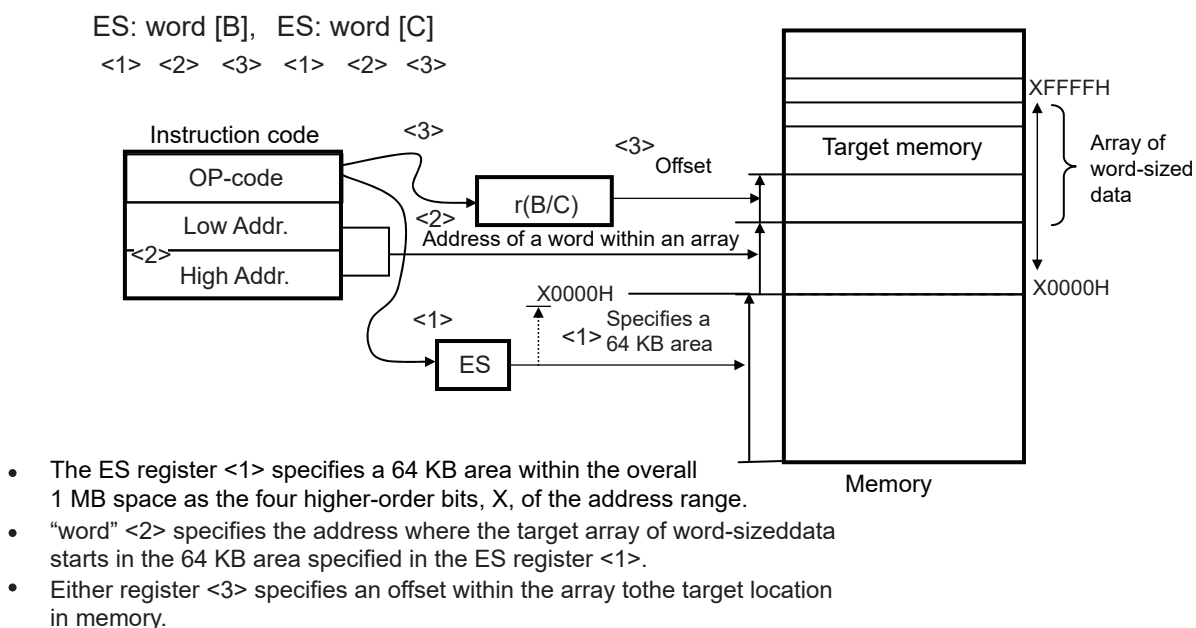 ES: word [B], ES: word [C]
<1> <2> <3> <1> <2> <3>
XFFFFH
Instruction code
<3>
<3>
Offset
Target memory
Array of
word-sized
data
OP-code
r(B/C)
Low Addr.
<2>
Address of a word within an array
<2>
High Addr.
X0000H
X0000H
<1>
<1>
Specifies a
64 KB area
ES
Memory
• The ES register <1> specifies a 64 KB area within the overall
1 MB space as the four higher-order bits, X, of the address range.
• “word” <2> specifies the address where the target array of word-sizeddata
starts in the 64 KB area specified in the ES register <1>.
• Either register <3> specifies an offset within the array tothe target location
in memory.